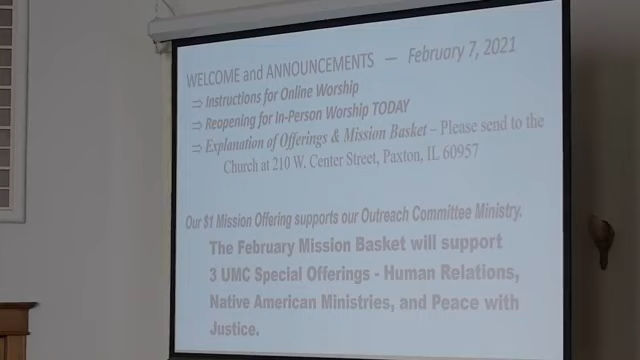 WELCOME and ANNOUNCEMENTS — February 7, 2021
⇒ Instructions for Online Worship
⇒ Reopening for In-Person Worship TODAY
⇒ Explanation of Offerings & Mission Basket – Please send to the
Church at 210 W. Center Street, Paxton, IL 60957
Our $1 Mission Offering supports our Outreach Committee Ministry.
The February Mission Basket will support
3 UMC Special Offerings - Human Relations,
Native American Ministries, and Peace with
Justice.